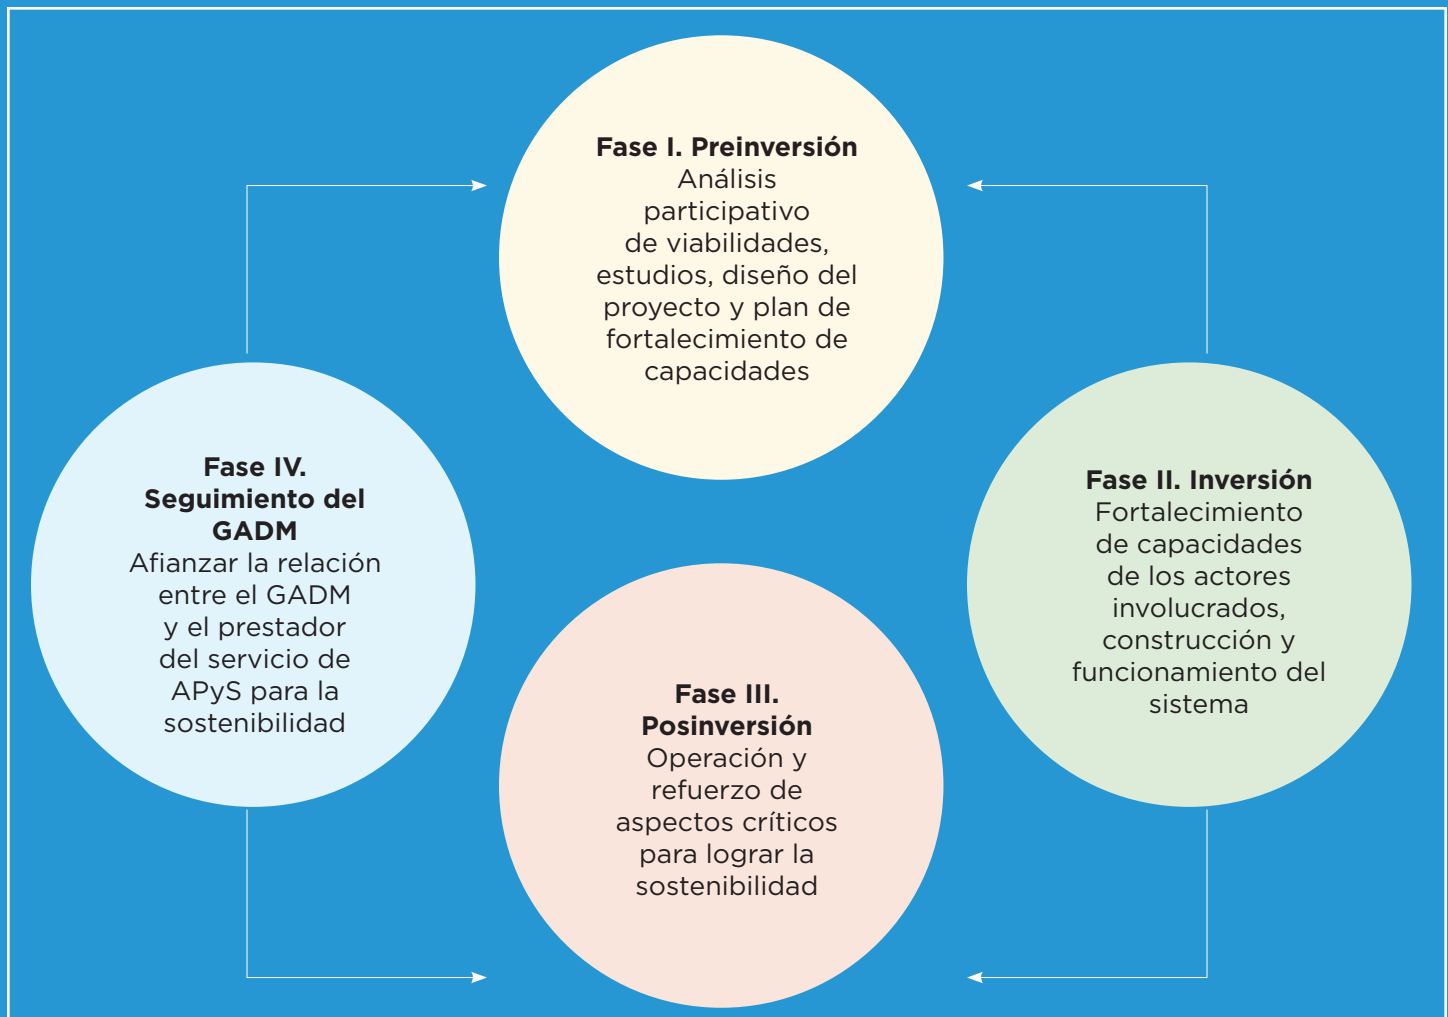 Fase I. Preinversión
Análisis
participativo
de viabilidades,
estudios, diseño del
proyecto y plan de
fortalecimiento de
capacidades
Fase II. Inversión
Fortalecimiento
de capacidades
de los actores
involucrados,
construcción y
funcionamiento del
sistema
Fase III.
Posinversión
Operación y
refuerzo de
aspectos críticos
para lograr la
sostenibilidad
Fase IV.
Seguimiento del
GADM
Afianzar la relación
entre el GADM
y el prestador
del servicio de
APyS para la
sostenibilidad